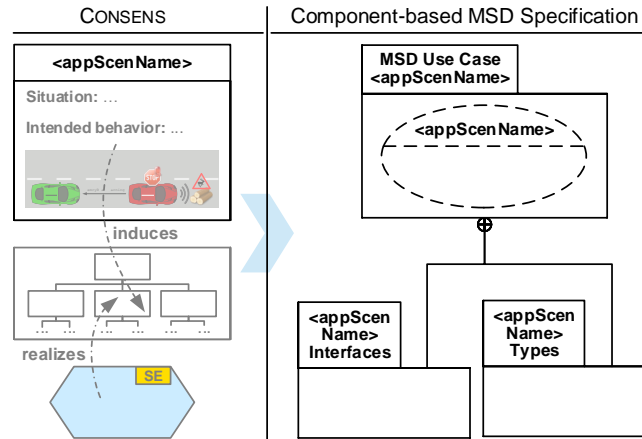 CONSENS
Component-based MSD Specification
<appScenName>
Situation: ...
Intended behavior: ...
STOP
induces
... ... ... ... ... ...
realizes
SE
MSD Use Case
<appScenName>
<appScenName>
<appScen
Name>
Interfaces
<appScen
Name>
Types